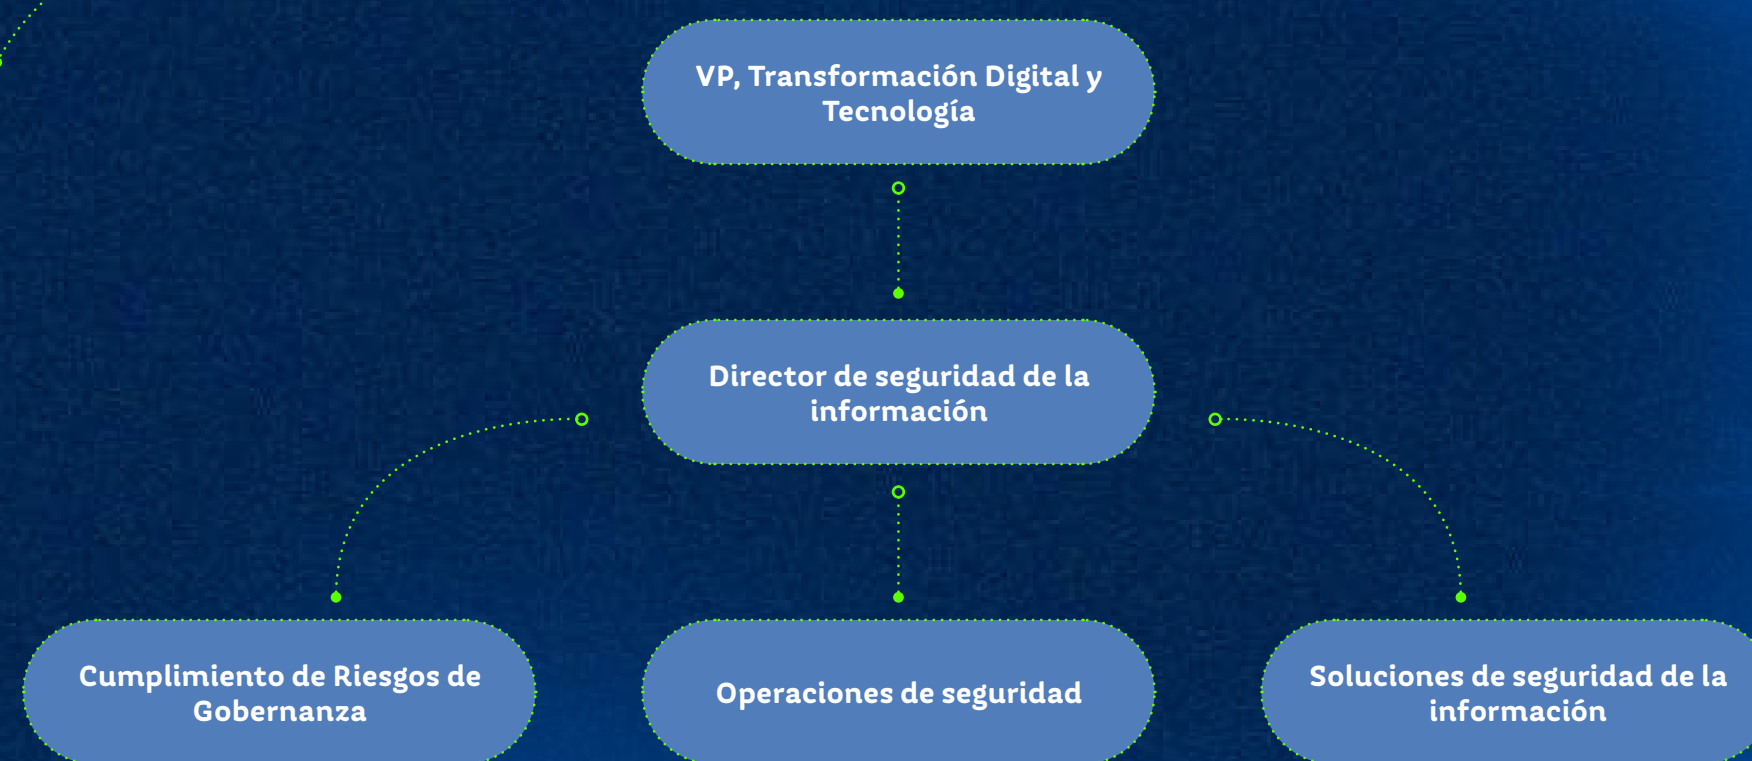 VP, Transformación Digital y
Tecnología
Director de seguridad de la
información
Cumplimiento de Riesgos de
Gobernanza
Operaciones de seguridad
Soluciones de seguridad de la
información